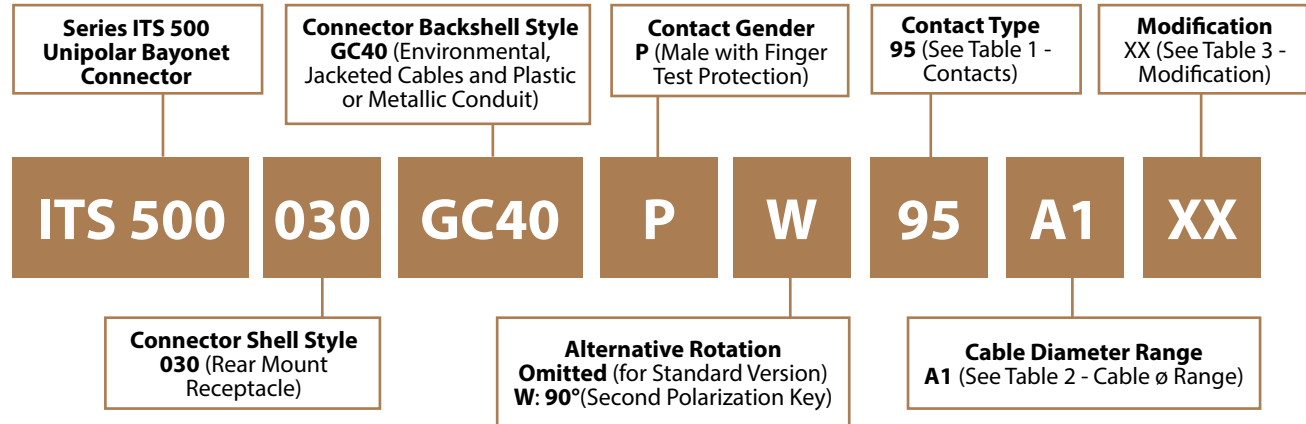 Series ITS 500
Unipolar Bayonet
Connector
Connector Backshell Style
GC40 (Environmental,
Jacketed Cables and Plastic
or Metallic Conduit)
Contact Gender
P (Male with Finger
Test Protection)
Contact Type
95 (See Table 1 -
Contacts)
Modification
XX (See Table 3 -
Modification)
ITS 500 030 GC40 P W 95 A1 XX
Connector Shell Style
030 (Rear Mount
Receptacle)
Alternative Rotation
Omitted (for Standard Version)
W: 90°(Second Polarization Key)
Cable Diameter Range
A1 (See Table 2 - Cable ø Range)